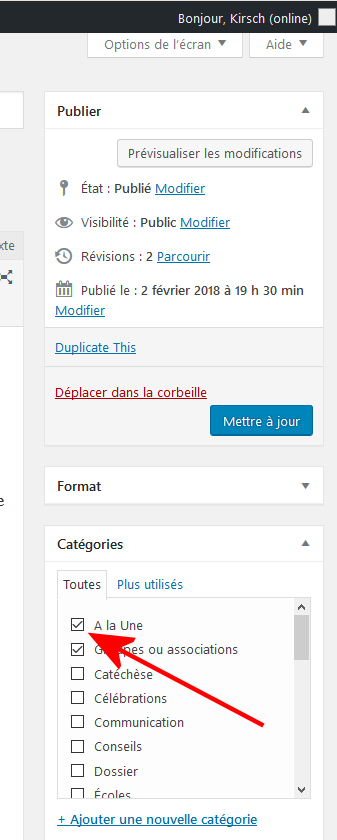 Bonjour, Kirsch (online)
Options de l'écran
Aide
Publier
Prévisualiser les modifications
État : Publié Modifier
Visibilité : Public Modifier
xte
Révisions : 2 Parcourir
Publié le : 2 février 2018 à 19 h 30 min
Modifier
Duplicate This
Déplacer dans la corbeille
Mettre à jour
Format
e
Catégories
Toutes
Plus utilisés
A la Une
ou associations
Catéchèse
Célébrations
Communication
Conseils
Dossier
Écoles
+ Ajouter une nouvelle catégorie